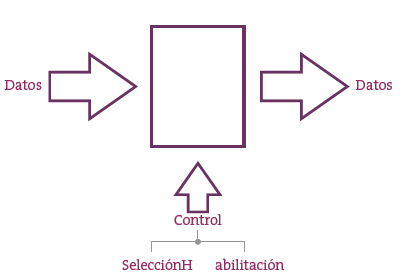 Datos
Datos
Control
SelecciónH abilitación